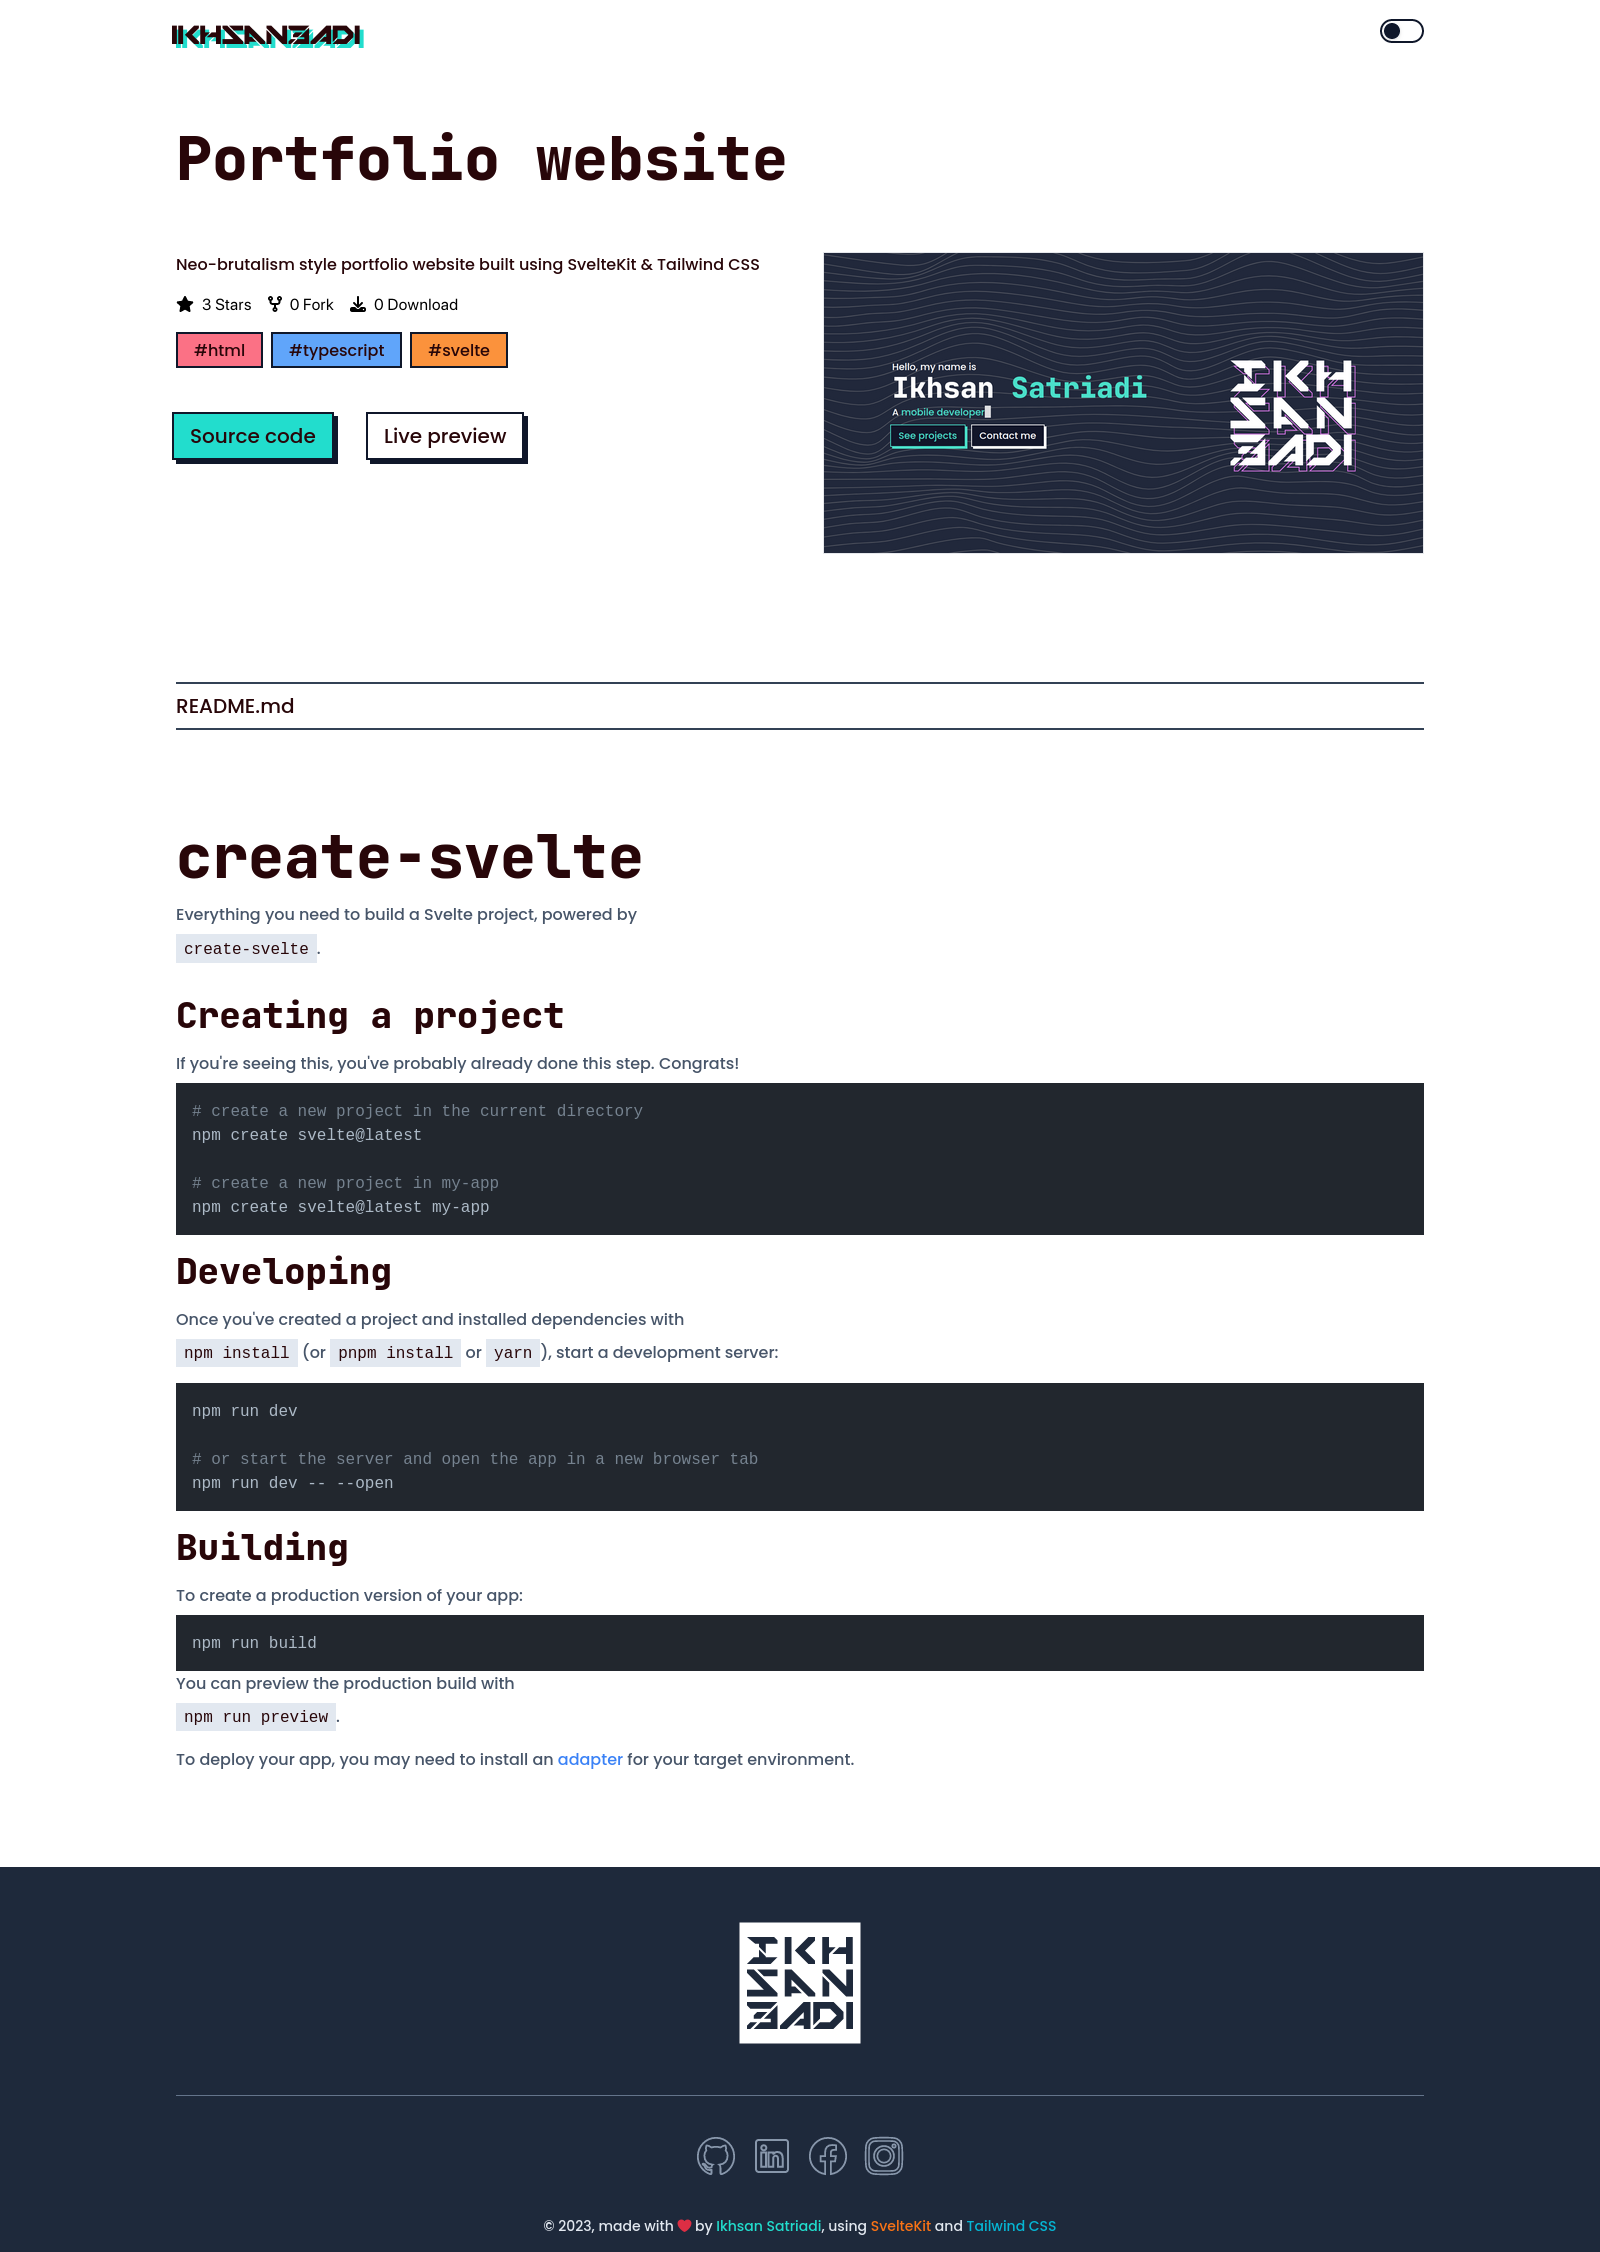 IKHSANBADI
Portfolio website
Neo-brutalism style portfolio website built using SvelteKit & Tailwind CSS
3 Stars 0 Fork 0 Download
#html #typescript #svelte
Source code Live preview
Hello, my name is
Ikhsan Satriadi
A mobile developer
See projects Contact me
IKH
SAN
3ADI
README.md
create-svelte
Everything you need to build a Svelte project, powered by
create-svelte.
Creating a project
If you're seeing this, you've probably already done this step. Congrats!
# create a new project in the current directory
npm create svelte@latest
# create a new project in my-app
npm create svelte@latest my-app
Developing
Once you've created a project and installed dependencies with
npm install (or pnpm install or yarn), start a development server:
npm run dev
# or start the server and open the app in a new browser tab
npm run dev -- --open
Building
To create a production version of your app:
npm run build
You can preview the production build with
npm run preview.
To deploy your app, you may need to install an adapter for your target environment.
IKH
SAN
3ADI
© 2023, made with ❤ by Ikhsan Satriadi, using SvelteKit and Tailwind CSS